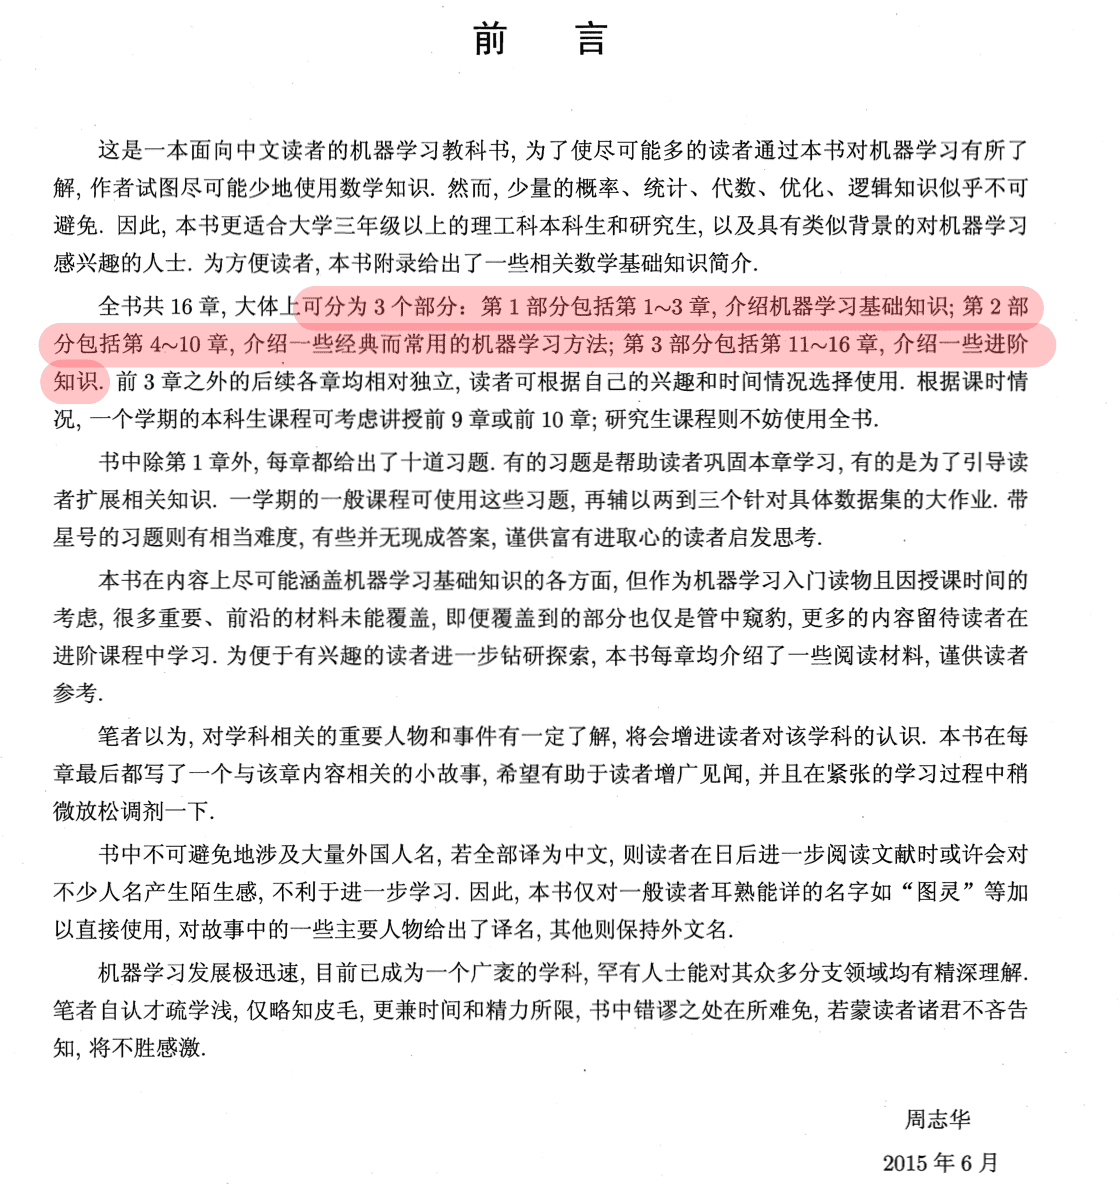 前 言
这是一本面向中文读者的机器学习教科书, 为了使尽可能多的读者通过本书对机器学习有所了
解, 作者试图尽可能少地使用数学知识. 然而, 少量的概率、统计、代数、优化、逻辑知识似乎不可
避免. 因此, 本书更适合大学三年级以上的理工科本科生和研究生, 以及具有类似背景的对机器学习
感兴趣的人士. 为方便读者, 本书附录给出了一些相关数学基础知识简介.
全书共 16 章, 大体上可分为 3 个部分: 第 1 部分包括第 1~3 章, 介绍机器学习基础知识; 第 2 部
分包括第 4~10 章, 介绍一些经典而常用的机器学习方法; 第 3 部分包括第 11~16 章, 介绍一些进阶
知识. 前 3 章之外的后续各章均相对独立, 读者可根据自己的兴趣和时间情况选择使用. 根据课时情
况, 一个学期的本科生课程可考虑讲授前 9 章或前 10 章; 研究生课程则不妨使用全书.
书中除第 1 章外, 每章都给出了十道习题. 有的习题是帮助读者巩固本章学习, 有的是为了引导读
者扩展相关知识. 一学期的一般课程可使用这些习题, 再辅以两到三个针对具体数据集的大作业. 带
星号的习题则有相当难度, 有些并无现成答案, 谨供富有进取心的读者启发思考.
本书在内容上尽可能涵盖机器学习基础知识的各方面, 但作为机器学习入门读物且因授课时间的
考虑, 很多重要、前沿的材料未能覆盖, 即便覆盖到的部分也仅是管中窥豹, 更多的内容留待读者在
进阶课程中学习. 为便于有兴趣的读者进一步钻研探索, 本书每章均介绍了一些阅读材料, 谨供读者
参考.
笔者以为, 对学科相关的重要人物和事件有一定了解, 将会增进读者对该学科的认识. 本书在每
章最后都写了一个与该章内容相关的小故事, 希望有助于读者增广见闻, 并且在紧张的学习过程中稍
微放松调剂一下.
书中不可避免地涉及大量外国人名, 若全部译为中文, 则读者在日后进一步阅读文献时或许会对
不少人名产生陌生感, 不利于进一步学习. 因此, 本书仅对一般读者耳熟能详的名字如“图灵”等加
以直接使用, 对故事中的一些主要人物给出了译名, 其他则保持外文名.
机器学习发展极迅速, 目前已成为一个广袤的学科, 罕有人士能对其众多分支领域均有精深理解.
笔者自认才疏学浅, 仅略知皮毛, 更兼时间和精力所限, 书中错谬之处在所难免, 若蒙读者诸君不吝告
知, 将不胜感激.
周志华
2015 年 6 月